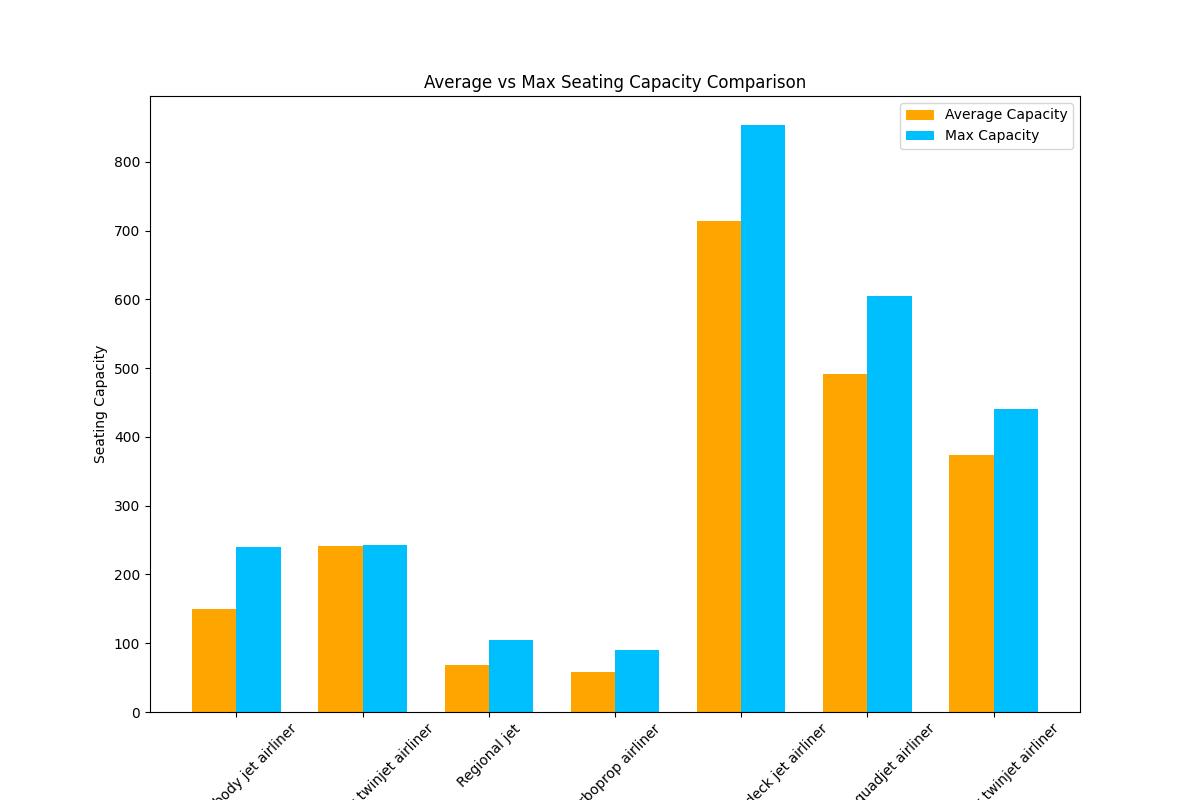 Average vs Max Seating Capacity Comparison
Average Capacity
Max Capacity
Seating Capacity
800
700
600
500
400
300
200
100
0
body jet airliner
twinjet airliner
Regional jet
rboprop airliner
deck jet airliner
quadjet airliner
twinjet airliner